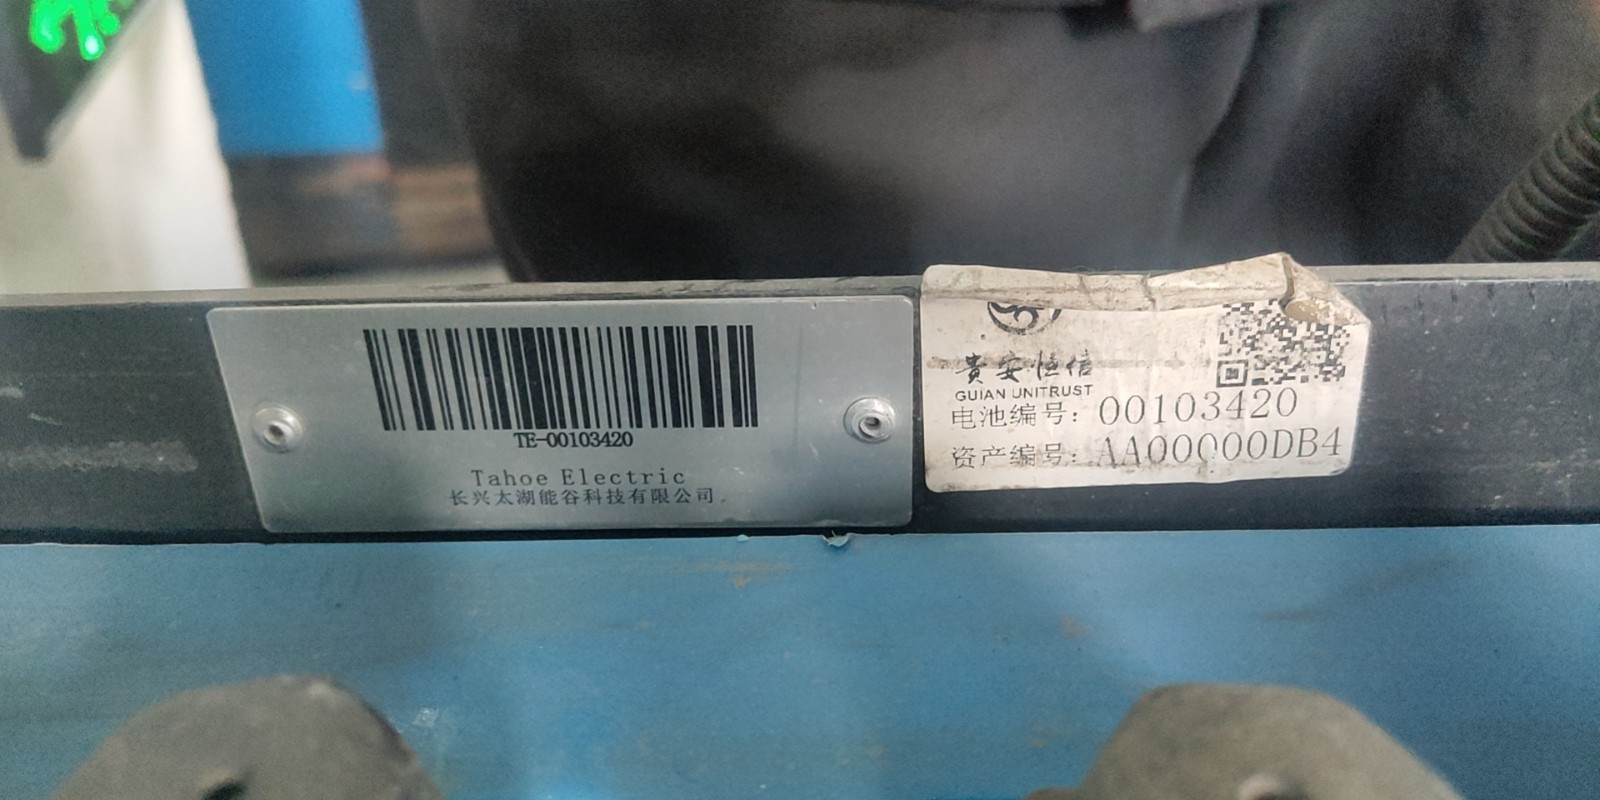 TE-00103420
Tahoe Electric
长兴太湖能谷科技有限公司
貴安恒信
GUIAN UNITRUST
电池编号: 00103420
资产编号: AA00000DB4